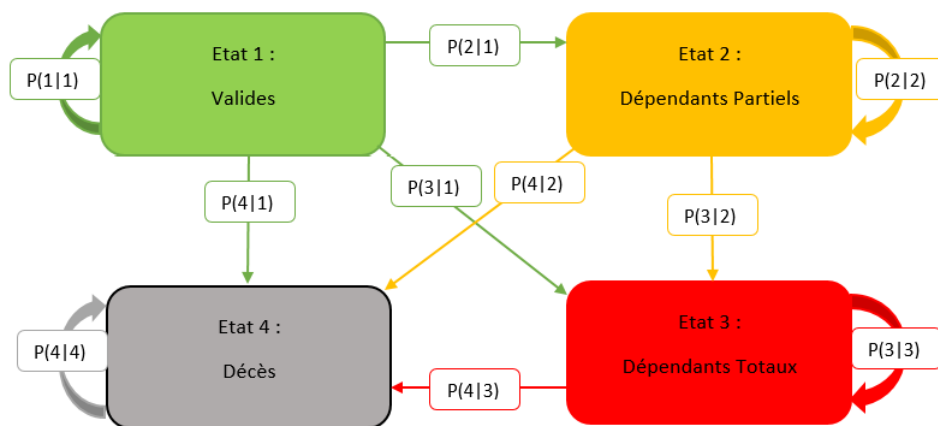 Etat 1 :
Valides
P(1|1)
P(2|1)
Etat 2 :
Dépendants Partiels
P(2|2)
P(4|1)
P(3|1)
P(4|2)
P(3|2)
Etat 4 :
Décès
P(4|4)
P(4|3)
Etat 3 :
Dépendants Totaux
P(3|3)